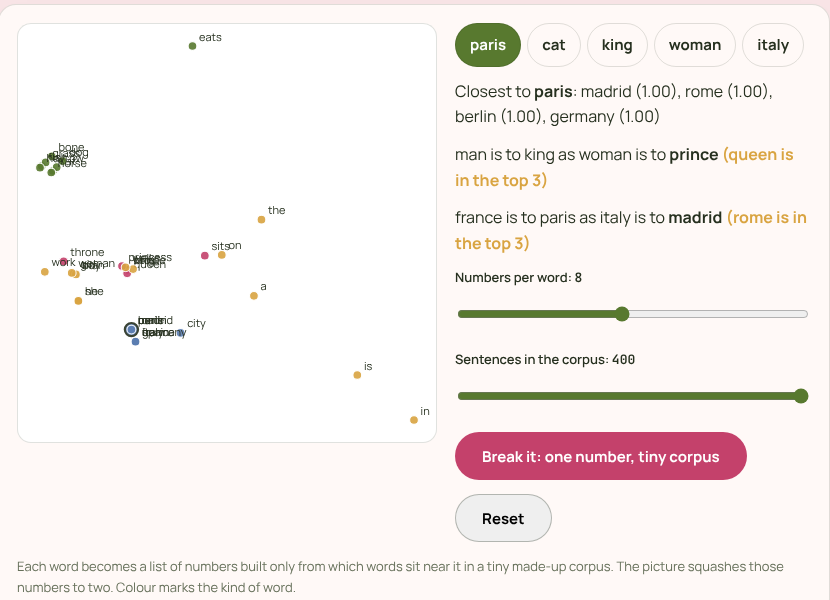 eats
paris
cat
king
woman
italy
Closest to paris: madrid (1.00), rome (1.00),
berlin (1.00), germany (1.00)
man is to king as woman is to prince (queen is
in the top 3)
france is to paris as italy is to madrid (rome is in
the top 3)
Numbers per word: 8
Sentences in the corpus: 400
Break it: one number, tiny corpus
Reset
bone
the
sits
on
throne
work
a
city
is
in
Each word becomes a list of numbers built only from which words sit near it in a tiny made-up corpus. The picture squashes those
numbers to two. Colour marks the kind of word.